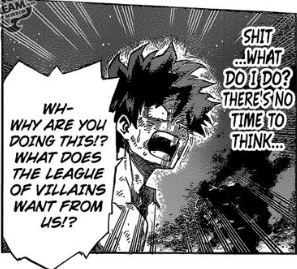 SHIT
...WHAT
DO I DO?
THERE'S NO
TIME TO
THINK...
WH-
WHY ARE YOU
DOING THIS!?
WHAT DOES
THE LEAGUE
OF VILLAINS
WANT FROM
US!?